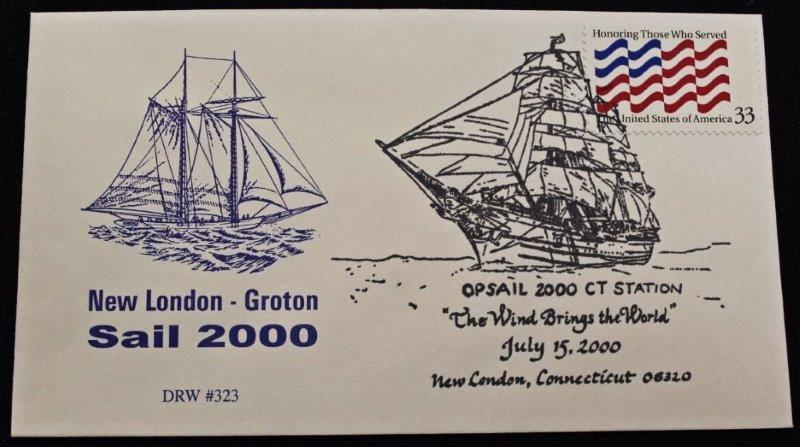 New London - Groton
Sail 2000
DRW #323
Honoring Those Who Served
The United States of America 33
OPSAIL 2000 CT STATION
"The Wind Brings the World"
July 15, 2000
New London, Connecticut 06320